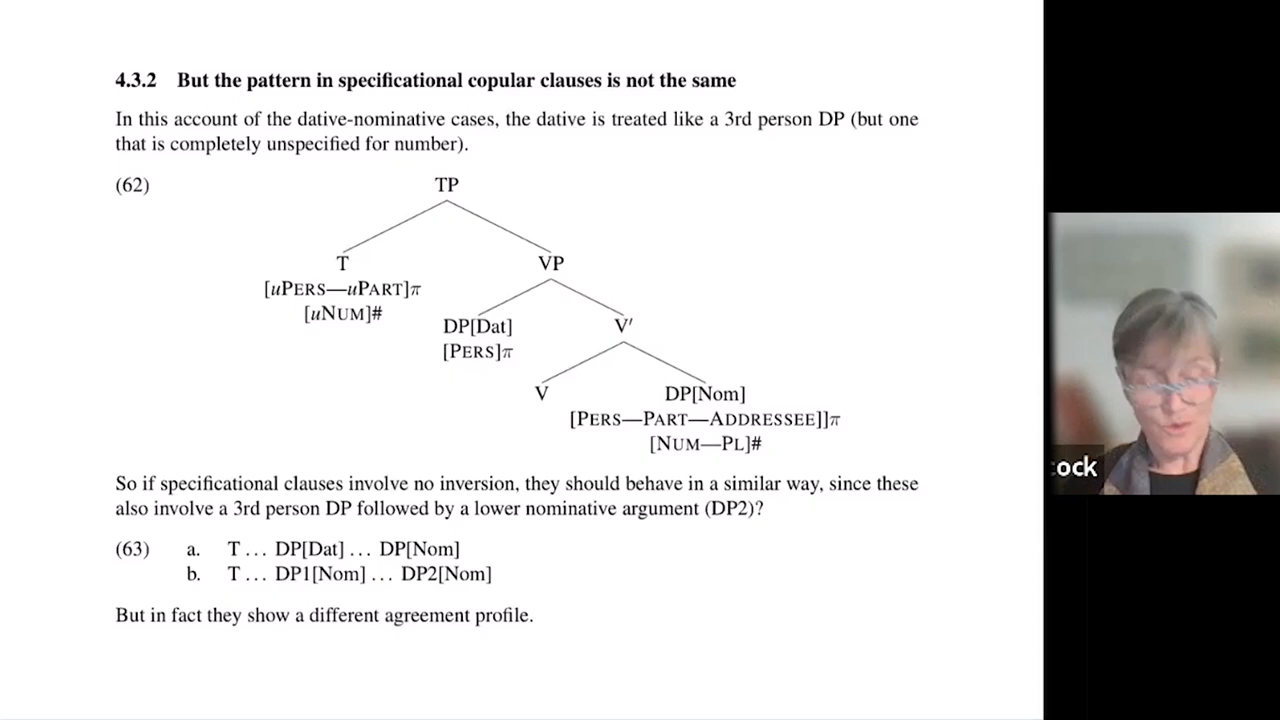 4.3.2 But the pattern in specificational copular clauses is not the same
In this account of the dative-nominative cases, the dative is treated like a 3rd person DP (but one
that is completely unspecified for number).
(62) TP
T VP
[uPERS—uPART]π
[uNUM]#
DP[Dat] V′
[PERS]π
V DP[Nom]
[PERS—PART—ADDRESSEE]]π
[NUM—PL]#
So if specificational clauses involve no inversion, they should behave in a similar way, since these
also involve a 3rd person DP followed by a lower nominative argument (DP2)?
(63) a. T… DP[Dat]… DP[Nom]
b. T… DP1[Nom]… DP2[Nom]
But in fact they show a different agreement profile.
ock